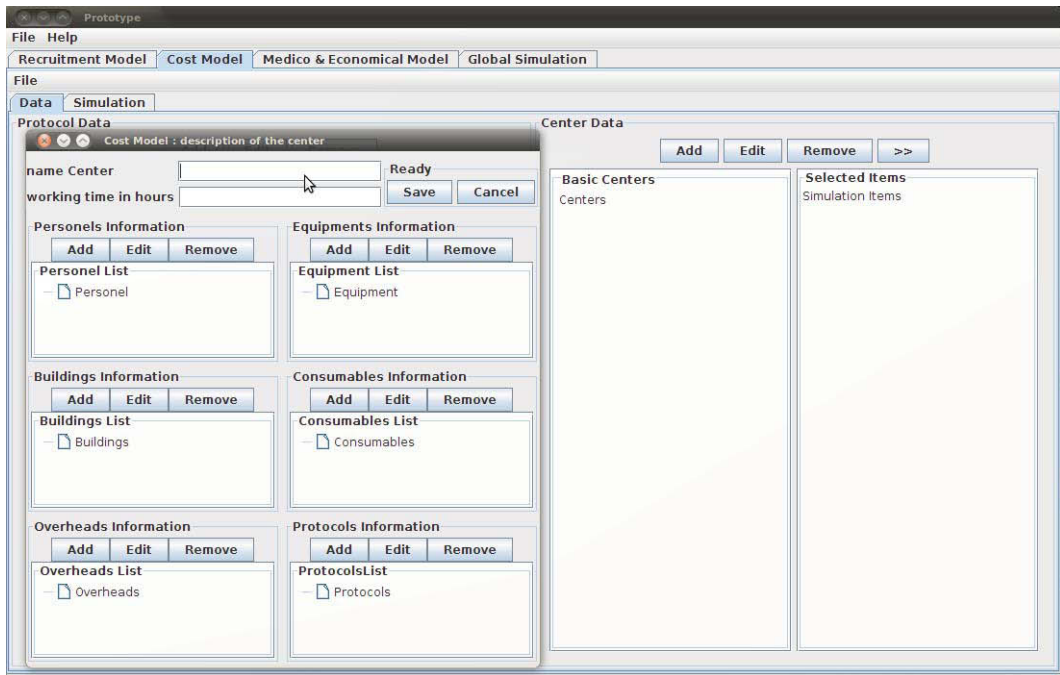 Prototype
File Help
Recruitment Model Cost Model Medico & Economical Model Global Simulation
File
Data Simulation
Protocol Data
Cost Model : description of the center
name Center
Ready
working time in hours
Save Cancel
Personels Information
Add Edit Remove
Personel List
Personel
Equipments Information
Add Edit Remove
Equipment List
Equipment
Buildings Information
Add Edit Remove
Buildings List
Buildings
Consumables Information
Add Edit Remove
Consumables List
Consumables
Overheads Information
Add Edit Remove
Overheads List
Overheads
Protocols Information
Add Edit Remove
ProtocolsList
Protocols
Center Data
Add Edit Remove >>
Basic Centers
Centers
Selected Items
Simulation Items